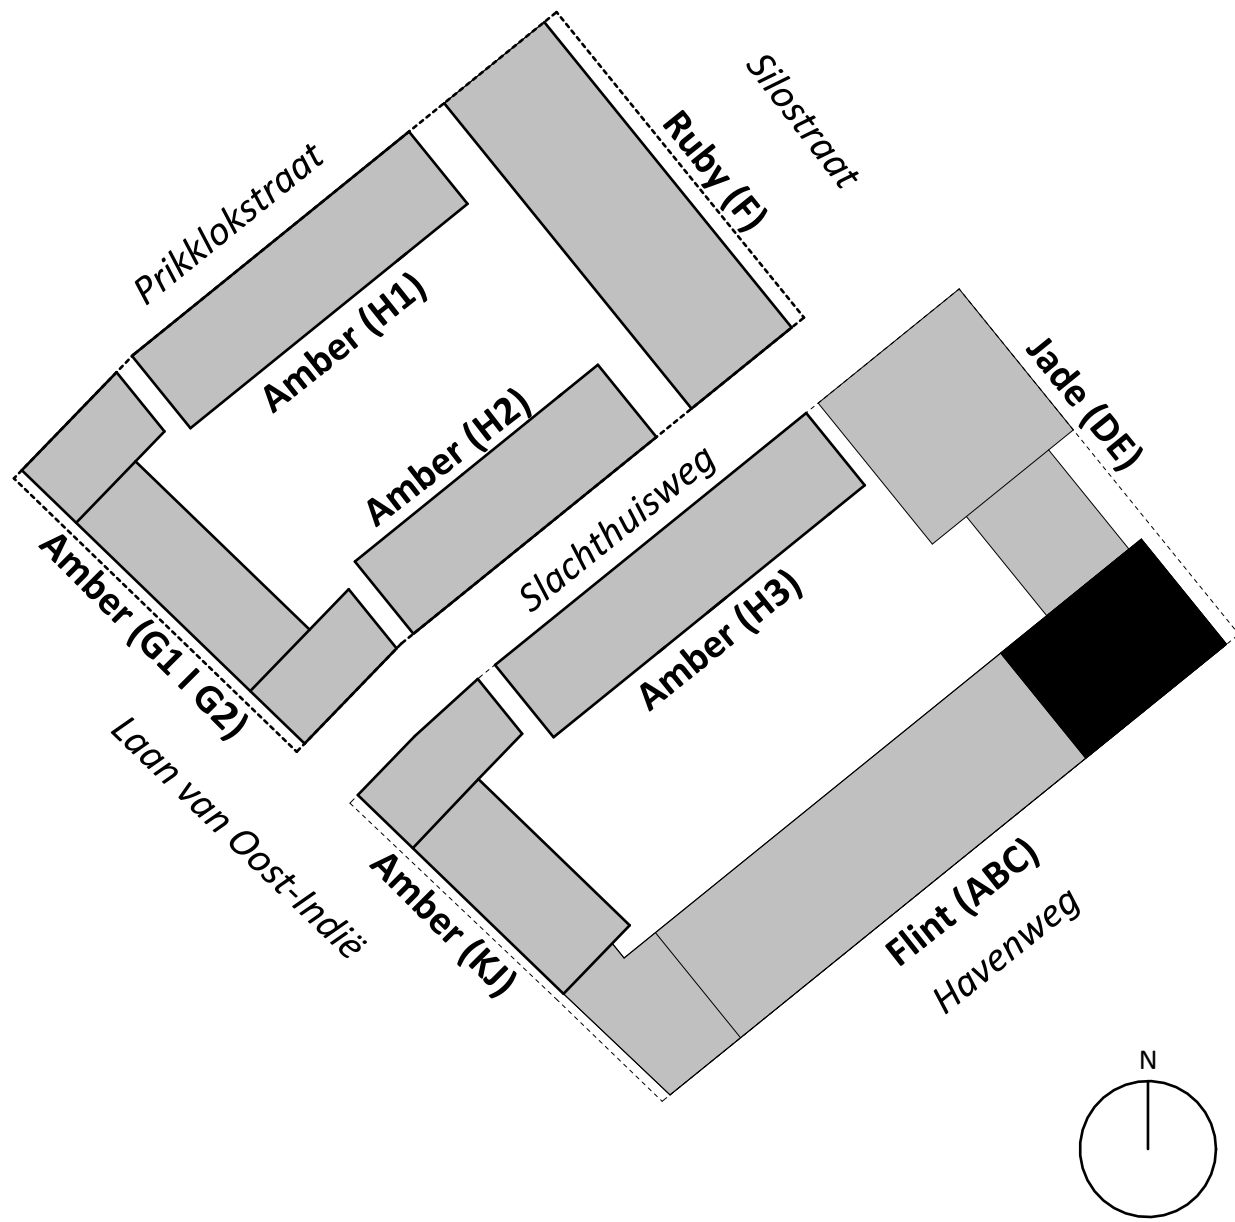 Silostraat
Ruby (F)
Prikklokstraat
Amber (H1)
Jade (DE)
Amber (H2)
Slachthuisweg
Amber (H3)
Amber (G1 I G2)
Laan van Oost-Indië
Amber (KJ)
Flint (ABC)
Havenweg
N